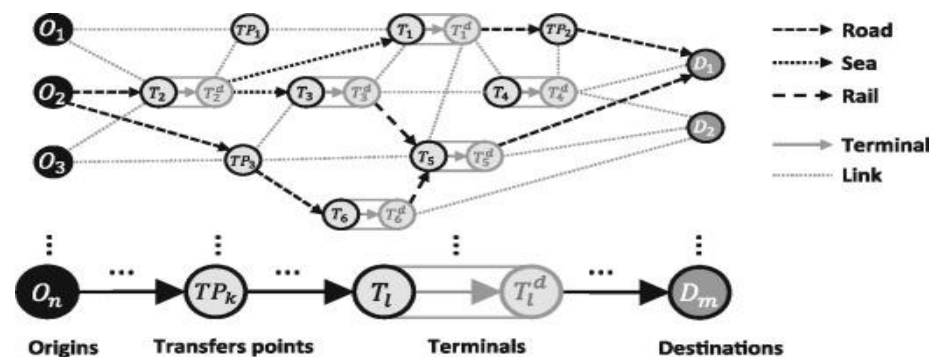 O₁ TP₁ T₁ T₁ᵈ TP₂
Road
Sea
D₁
O₂ T₂ T₂ᵈ T₃ T₃ᵈ T₄ T₄ᵈ
Rail
D₂
O₃ TP₃ T₅ T₅ᵈ
Terminal
Link
T₆ T₆ᵈ
Oₙ ... TPₖ ... Tₗ Tₗᵈ ... Dₘ
Origins Transfers points Terminals Destinations